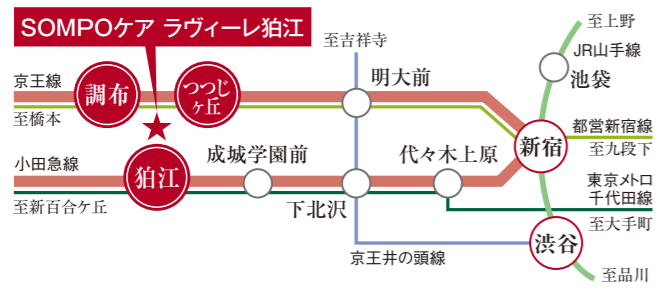 SOMPOケア ラヴィーレ狛江
至上野
至吉祥寺
JR山手線
池袋
京王線
調布
つつじ
ヶ丘
明大前
至橋本
都営新宿線
新宿
至九段下
小田急線
狛江
成城学園前
代々木上原
東京メトロ
千代田線
至新百合ケ丘
下北沢
至大手町
渋谷
京王井の頭線
至品川